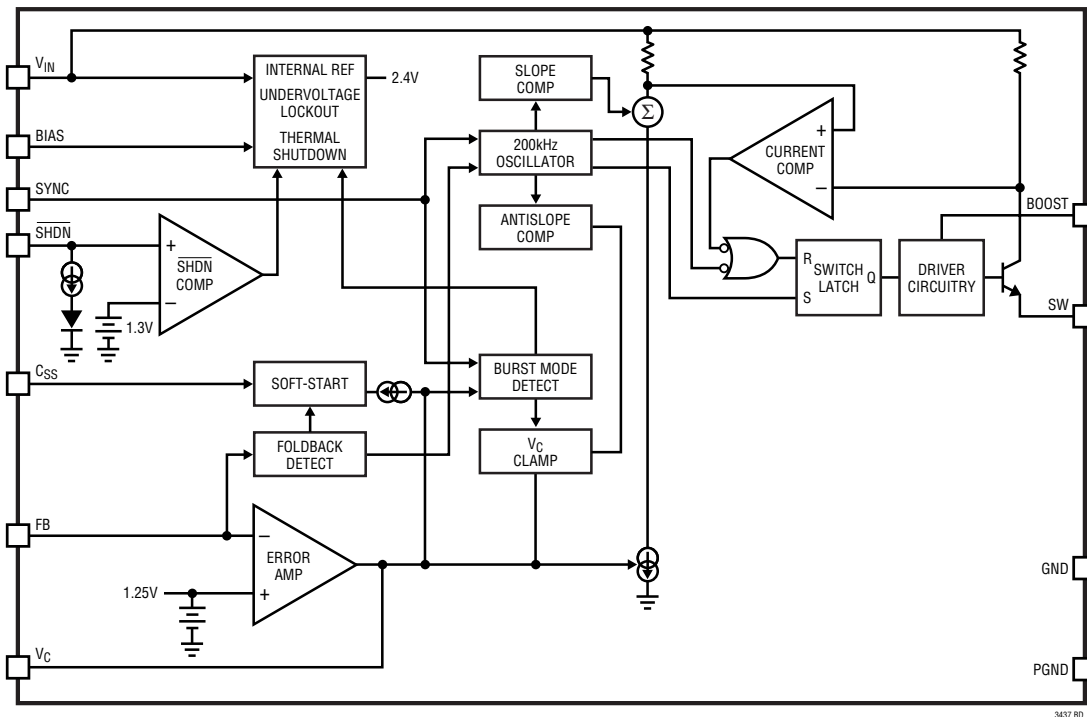 VIN
INTERNAL REF
UNDERVOLTAGE
LOCKOUT
THERMAL
SHUTDOWN
2.4V
SLOPE
COMP
Σ
BIAS
200kHz
OSCILLATOR
+
CURRENT
COMP
–
SYNC
ANTISLOPE
COMP
BOOST
SHDN
+
SHDN
COMP
–
1.3V
R
S
SWITCH
LATCH
Q
DRIVER
CIRCUITRY
SW
CSS
SOFT-START
BURST MODE
DETECT
FOLDBACK
DETECT
VC
CLAMP
FB
–
ERROR
AMP
+
1.25V
GND
VC
PGND
3437 BD